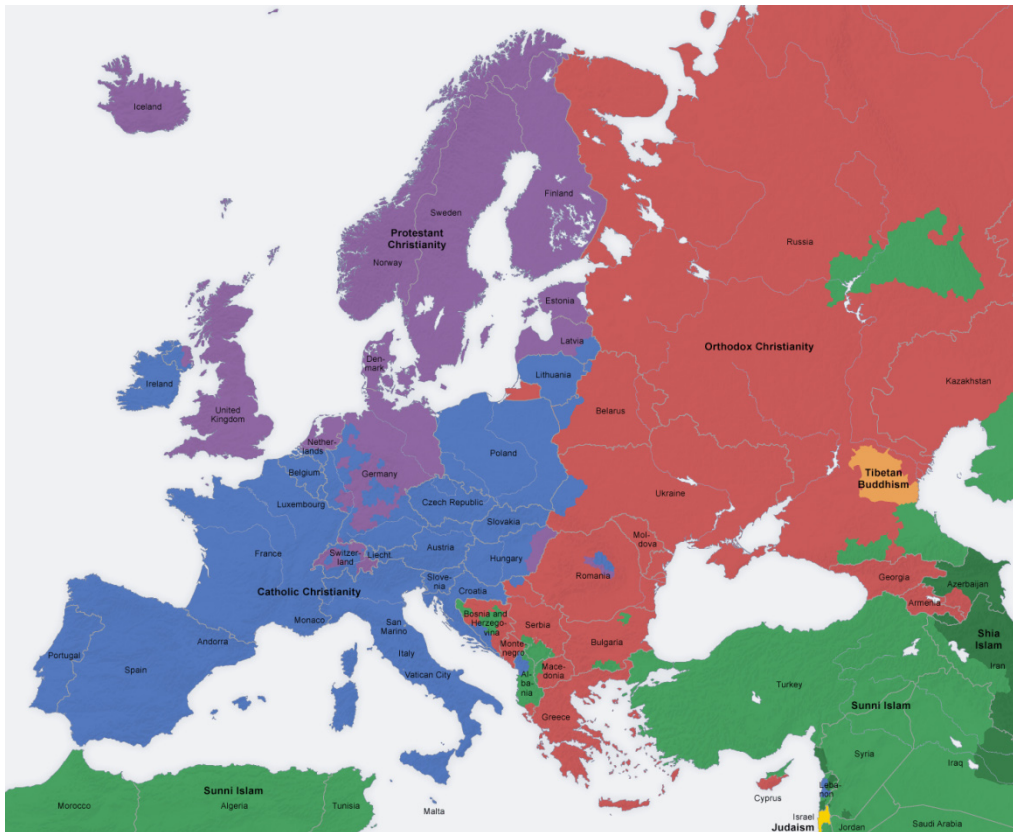 Iceland
Finland
Sweden
Protestant
Christianity
Norway
Russia
Estonia
Latvia
Den-
mark
Lithuania
Orthodox Christianity
Ireland
Kazakhstan
United
Kingdom
Belarus
Nether-
lands
Poland
Belgium
Germany
Tibetan
Buddhism
Luxembourg
Czech Republic
Ukraine
Slovakia
Mol-
dova
France
Switzer-
land
Liecht.
Austria
Hungary
Romania
Slove-
nia
Georgia
Azerbaijan
Catholic Christianity
Croatia
Armenia
Bosnia and
Herzego-
vina
Monaco
San
Marino
Serbia
Shia
Islam
Andorra
Monte-
negro
Bulgaria
Iran
Portugal
Spain
Italy
Vatican City
Al-
ba-
nia
Mace-
donia
Turkey
Sunni Islam
Greece
Syria
Iraq
Sunni Islam
Leba-
non
Morocco
Algeria
Tunisia
Malta
Cyprus
Israel
Judaism
Jordan
Saudi Arabia